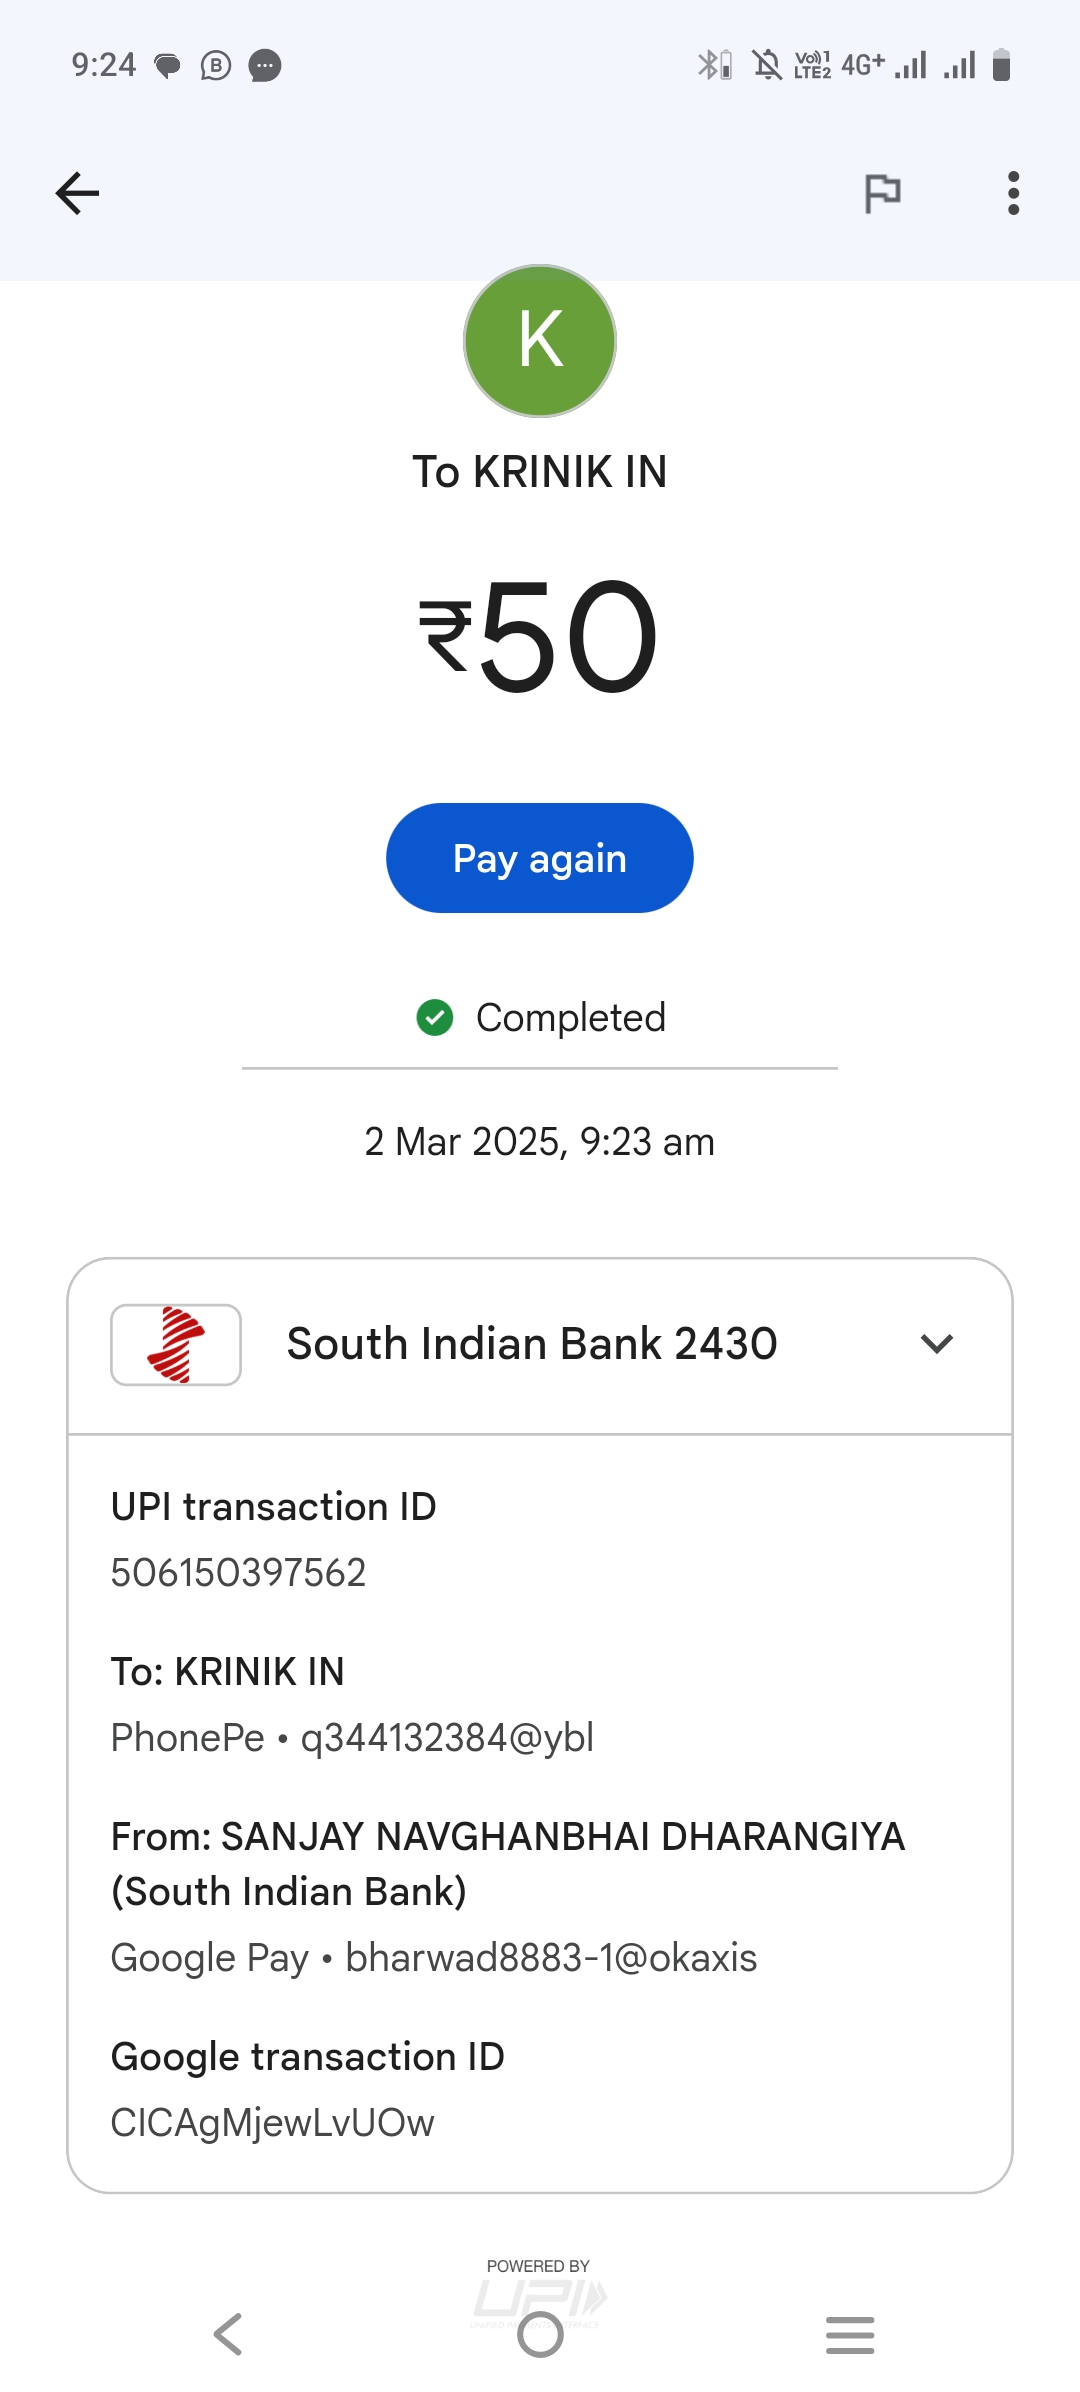 9:24
B
Vo)) 1
LTE2
4G+
K
To KRINIK IN
₹50
Pay again
Completed
2 Mar 2025, 9:23 am
South Indian Bank 2430
UPI transaction ID
506150397562
To: KRINIK IN
PhonePe • q344132384@ybl
From: SANJAY NAVGHANBHAI DHARANGIYA
(South Indian Bank)
Google Pay • bharwad8883-1@okaxis
Google transaction ID
CICAgMjewLvUOw
POWERED BY
UPI